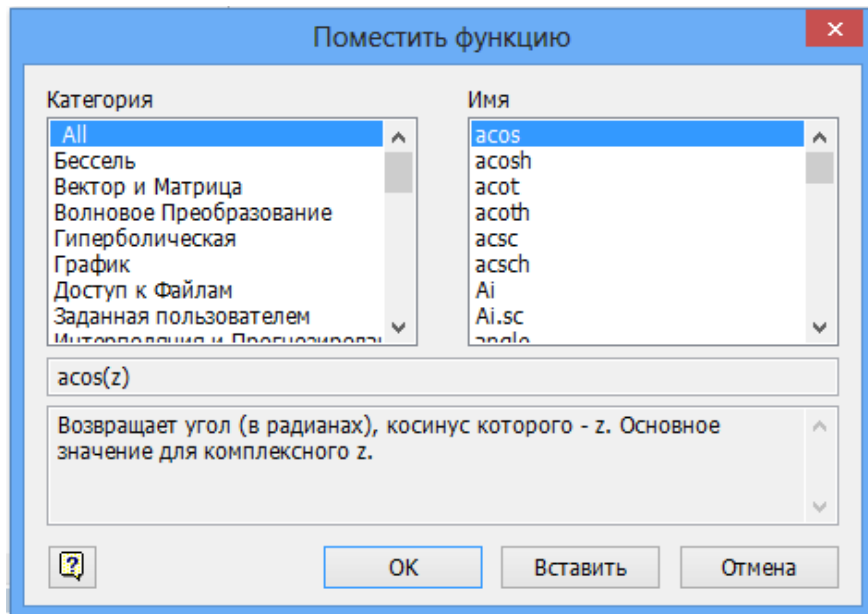 Поместить функцию
Категория
Имя
All
Бессель
Вектор и Матрица
Волновое Преобразование
Гиперболическая
График
Доступ к Файлам
Заданная пользователем
Интерполяция и
acos
acosh
acot
acoth
acsc
acsch
Ai
Ai.sc
angle
acos(z)
Возвращает угол (в радианах), косинус которого - z. Основное
значение для комплексного z.
OK
Вставить
Отмена